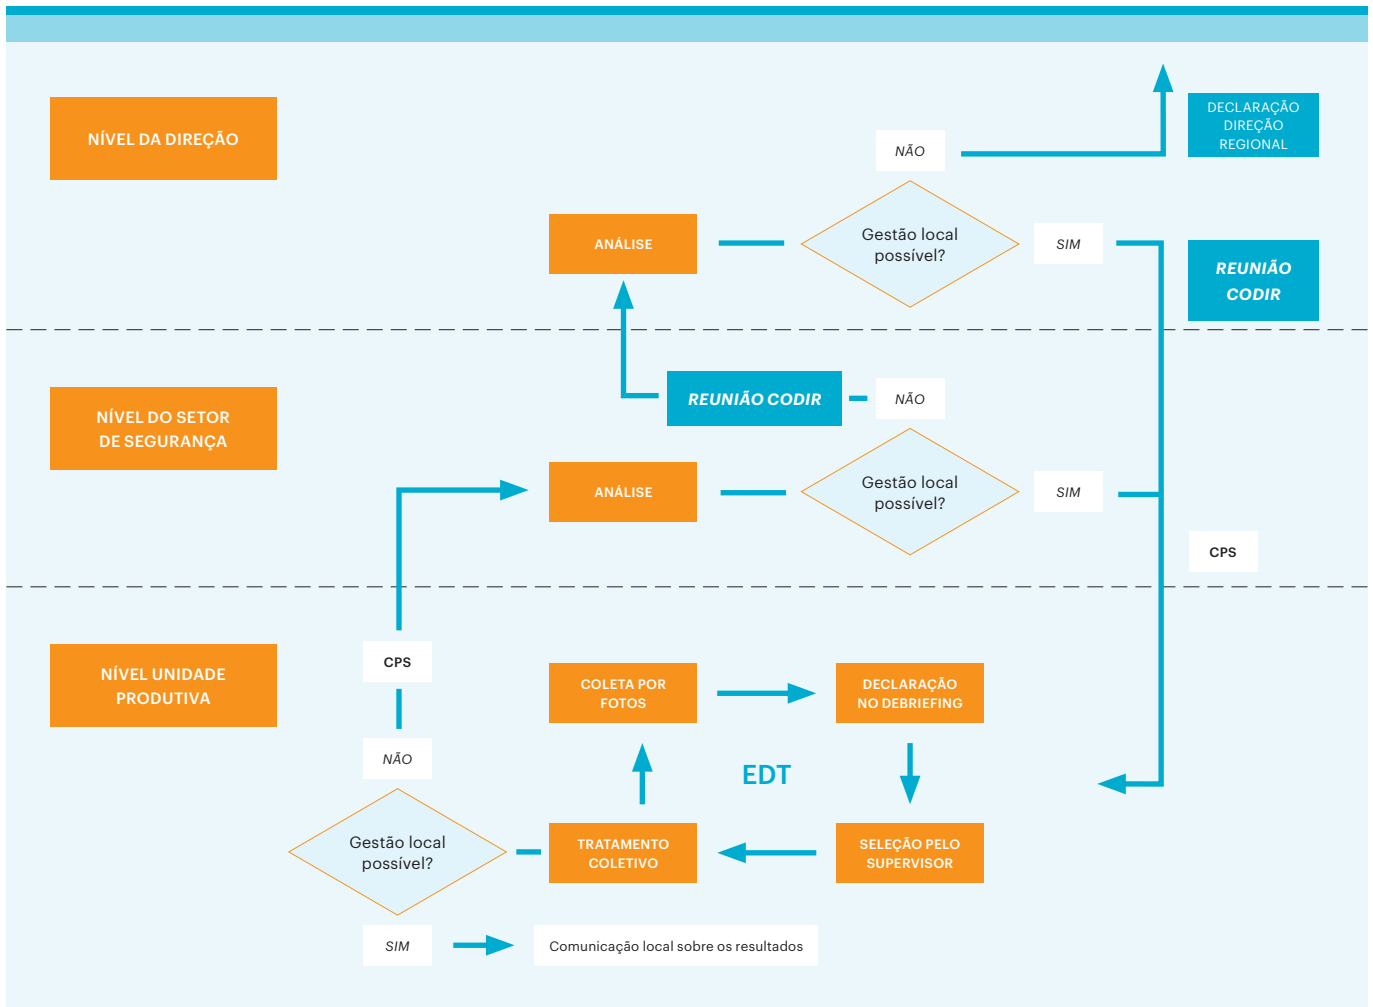 NÍVEL DA DIREÇÃO
DECLARAÇÃO
DIREÇÃO
REGIONAL
NÃO
ANÁLISE
Gestão local
possível?
SIM
REUNIÃO
CODIR
NÍVEL DO SETOR
DE SEGURANÇA
REUNIÃO CODIR
NÃO
ANÁLISE
Gestão local
possível?
SIM
CPS
NÍVEL UNIDADE
PRODUTIVA
CPS
COLETA POR
FOTOS
DECLARAÇÃO
NO DEBRIEFING
NÃO
EDT
Gestão local
possível?
TRATAMENTO
COLETIVO
SELEÇÃO PELO
SUPERVISOR
SIM
Comunicação local sobre os resultados